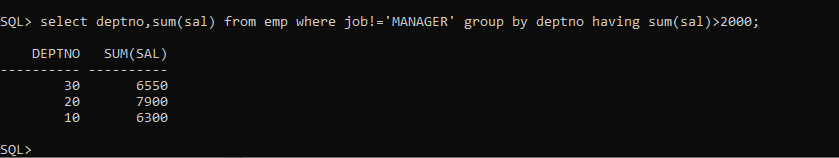 SQL> select deptno,sum(sal) from emp where job!='MANAGER' group by deptno having sum(sal)>2000;
DEPTNO SUM(SAL)
---------- ----------
30 6550
20 7900
10 6300
SQL>